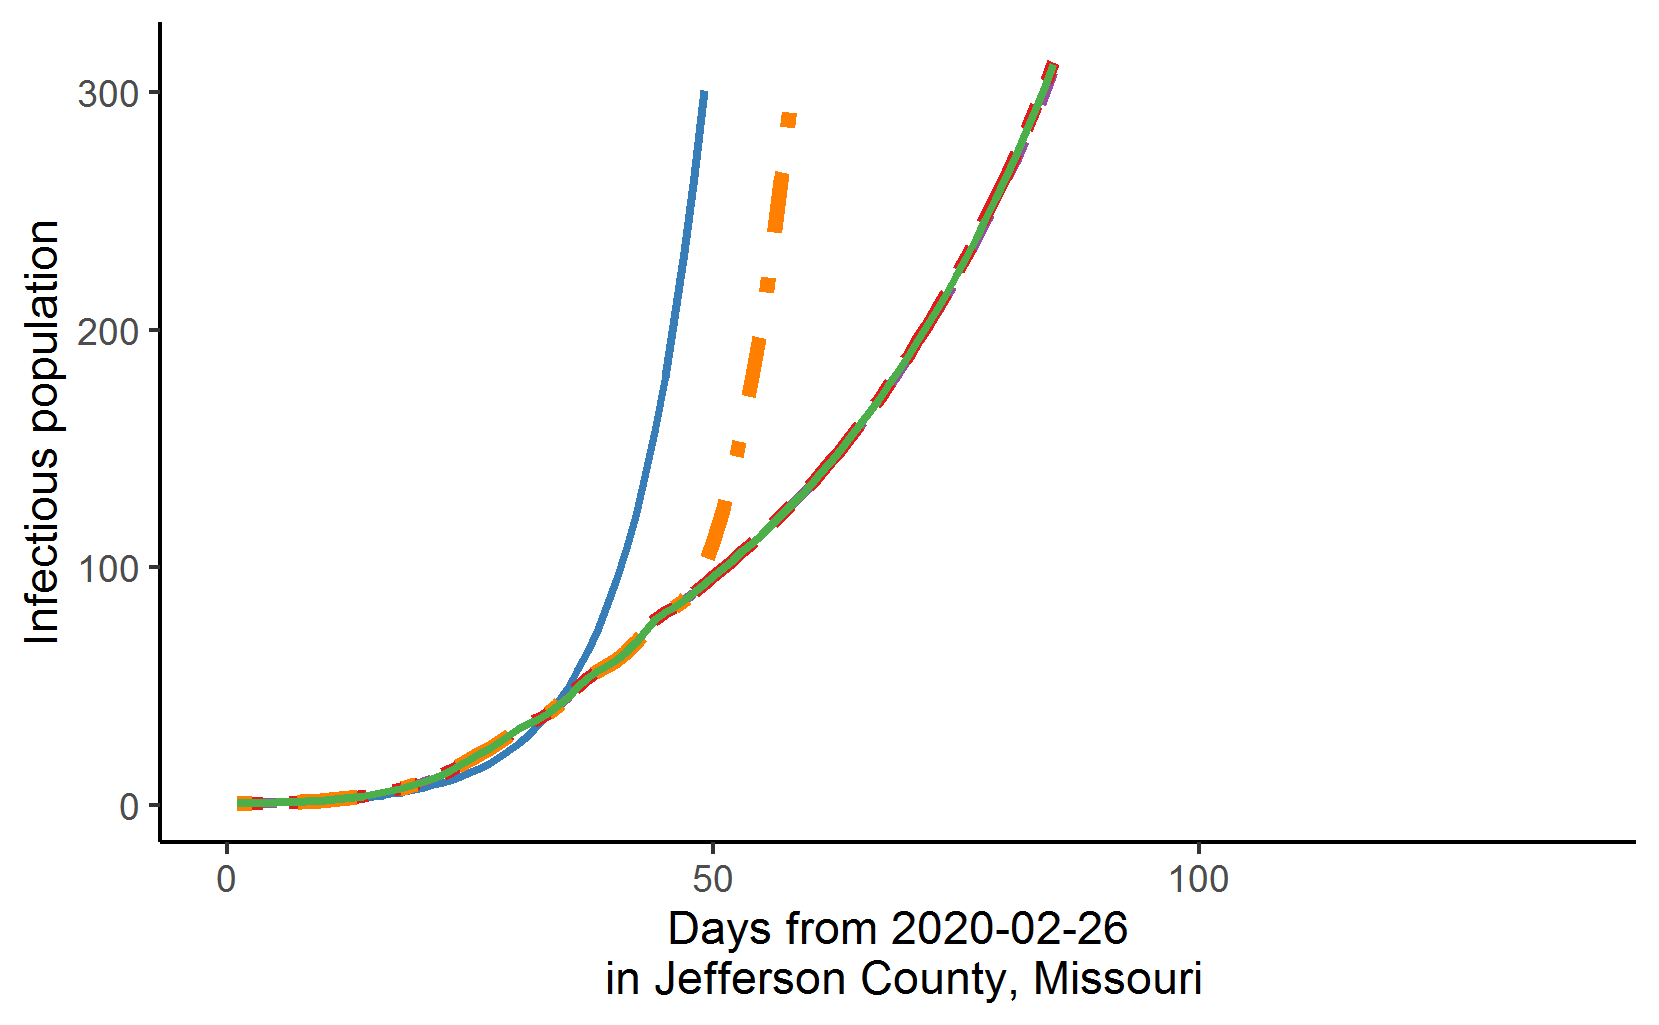 Infectious population
300
200
100
0
0 50 100
Days from 2020-02-26
in Jefferson County, Missouri